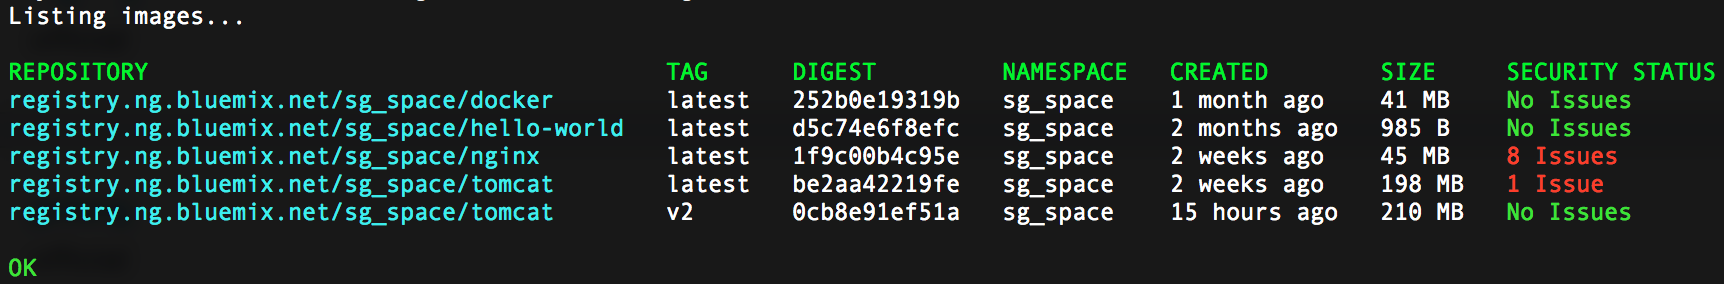 Listing images...
REPOSITORY TAG DIGEST NAMESPACE CREATED SIZE SECURITY STATUS
registry.ng.bluemix.net/sg_space/docker latest 252b0e19319b sg_space 1 month ago 41 MB No Issues
registry.ng.bluemix.net/sg_space/hello-world latest d5c74e6f8efc sg_space 2 months ago 985 B No Issues
registry.ng.bluemix.net/sg_space/nginx latest 1f9c00b4c95e sg_space 2 weeks ago 45 MB 8 Issues
registry.ng.bluemix.net/sg_space/tomcat latest be2aa42219fe sg_space 2 weeks ago 198 MB 1 Issue
registry.ng.bluemix.net/sg_space/tomcat v2 0cb8e91ef51a sg_space 15 hours ago 210 MB No Issues
OK